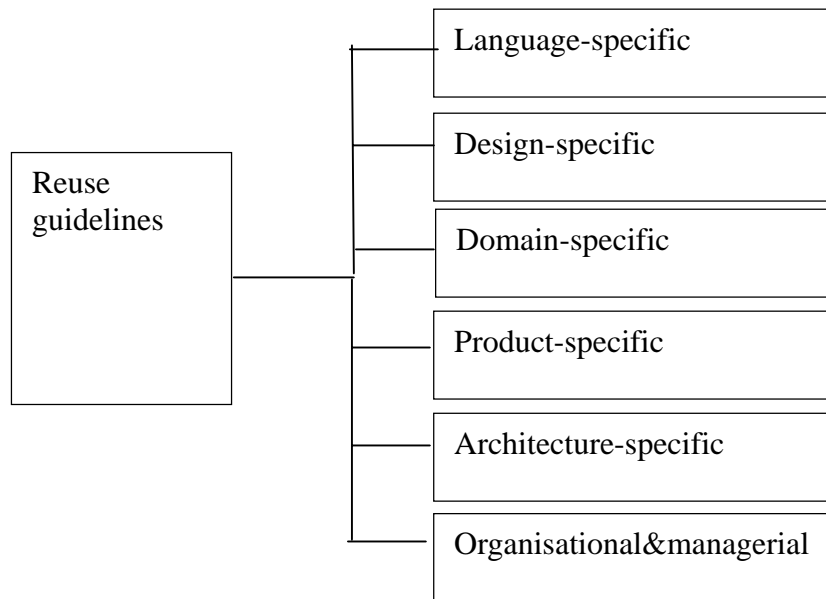 Language-specific
Design-specific
Reuse
guidelines
Domain-specific
Product-specific
Architecture-specific
Organisational&managerial